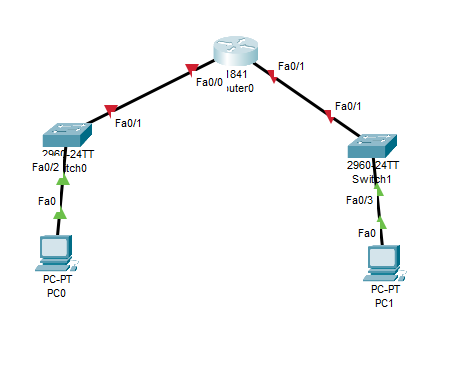 Fa0/1
Fa0/0
1841
Router0
Fa0/1
Fa0/1
2960-24TT
Fa0/2
2960-24TT
Switch1
Fa0
Fa0/3
Fa0
PC-PT
PC0
PC-PT
PC1